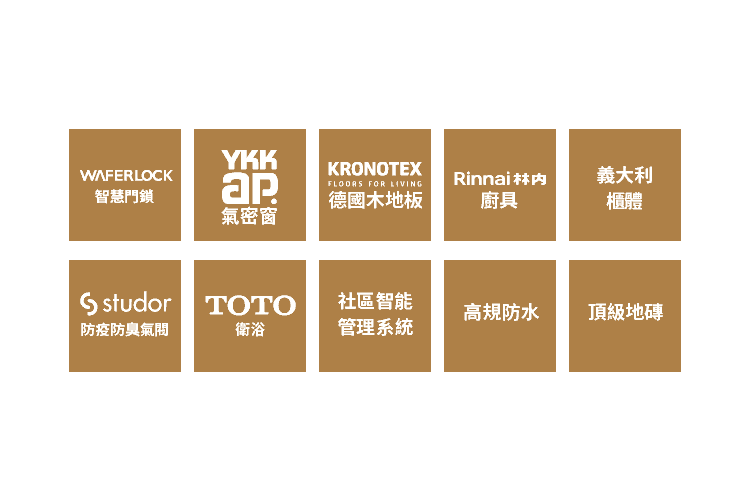 WAFERLOCK
智慧門鎖
YKK
ap.
氣密窗
KRONOTEX
FLOORS FOR LIVING
德國木地板
Rinnai 林内
廚具
義大利
櫃體
studor
防疫防臭氣閥
TOTO
衛浴
社區智能
管理系統
高規防水
頂級地磚